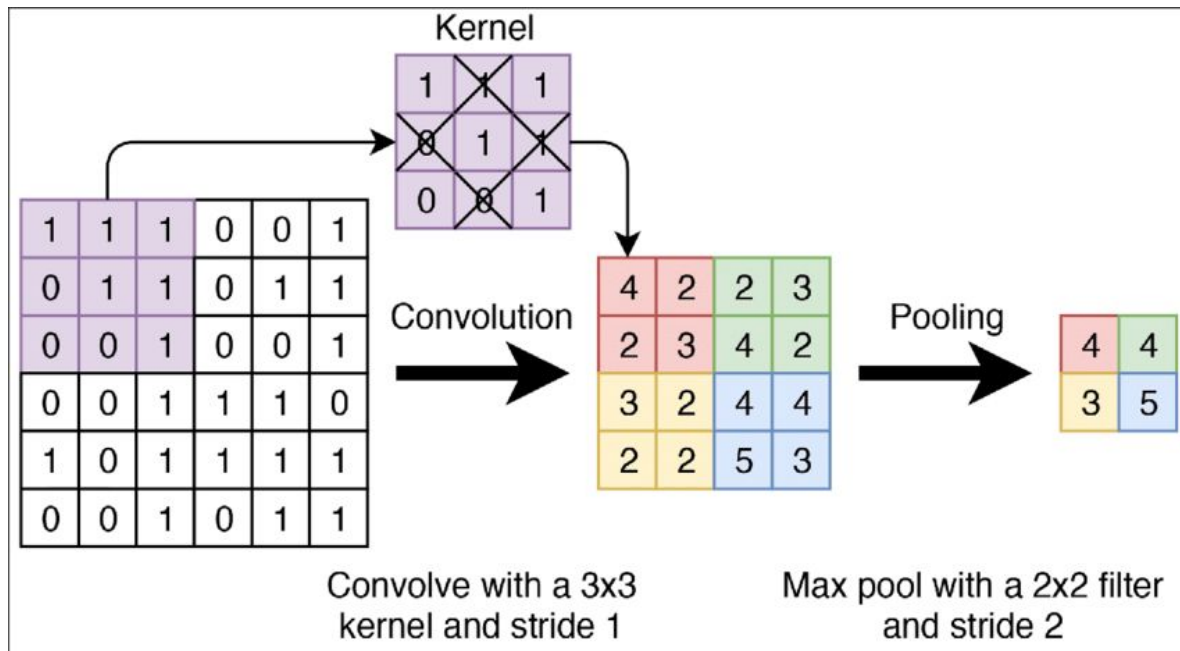 Kernel
1 1 1
0 1 1
0 0 1
1 1 1 0 0 1
0 1 1 0 1 1
0 0 1 0 0 1
0 0 1 1 1 0
1 0 1 1 1 1
0 0 1 0 1 1
Convolution
4 2 2 3
2 3 4 2
3 2 4 4
2 2 5 3
Pooling
4 4
3 5
Convolve with a 3x3
kernel and stride 1
Max pool with a 2x2 filter
and stride 2